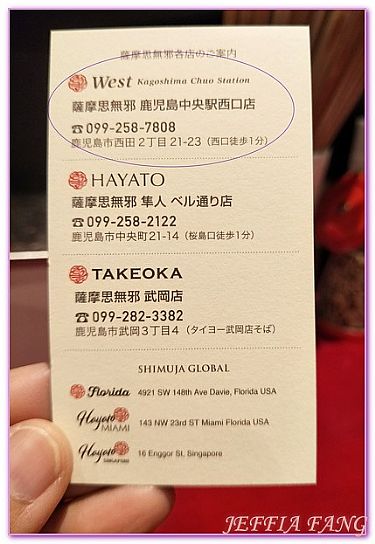 薩摩思無邪各店のご案内
West Kagoshima Chuo Station
薩摩思無邪 鹿児島中央駅西口店
☎099-258-7808
鹿児島市西田2丁目21-23（西口徒歩1分）
HAYATO
薩摩思無邪 隼人 ベル通り店
☎099-258-2122
鹿児島市中央町21-14（桜島口徒歩1分）
TAKEOKA
薩摩思無邪 武岡店
☎099-282-3382
鹿児島市武岡3丁目4（タイヨー武岡店そば）
SHIMUJA GLOBAL
Florida 4921 SW 148th Ave Davie, Florida USA
Hayato MIAMI 143 NW 23rd ST Miami Florida USA
Hayato 16 Enggor St, Singapore
JEFFIA FANG